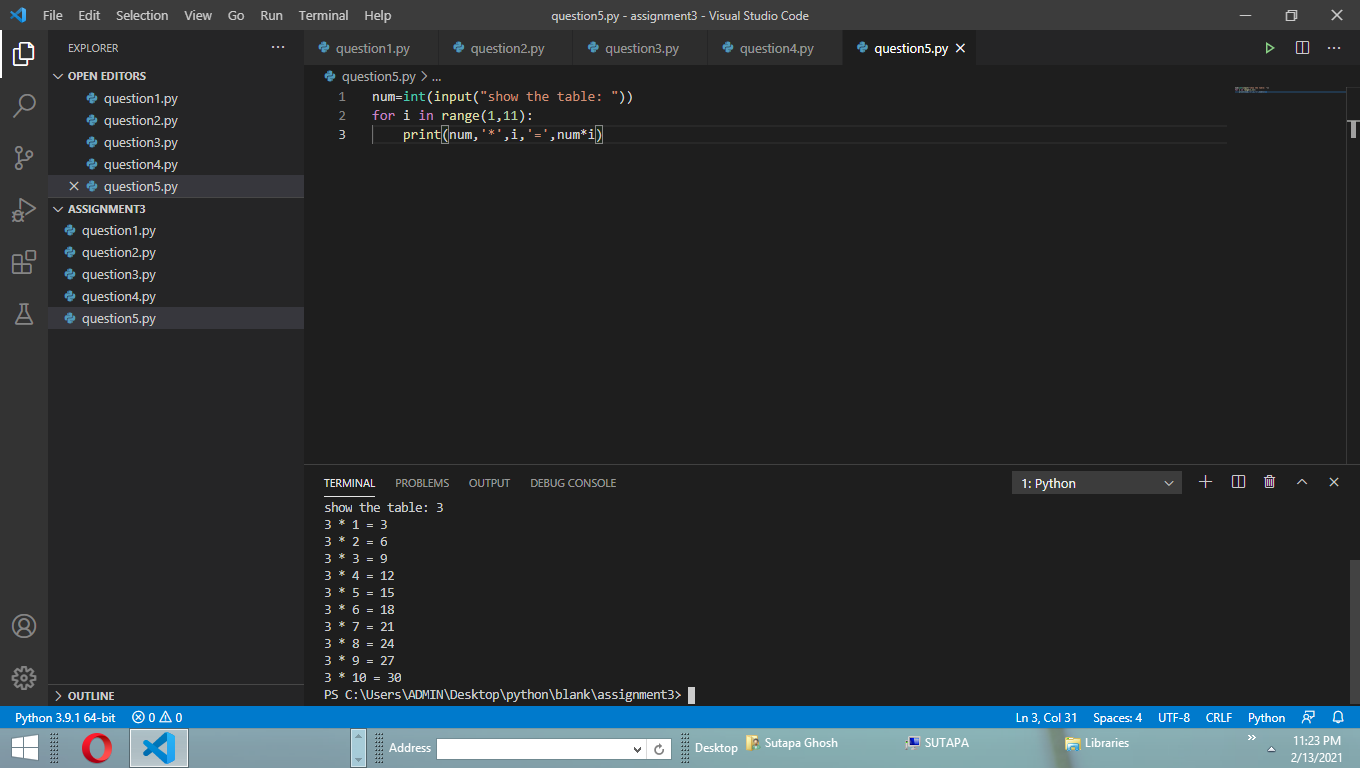 File Edit Selection View Go Run Terminal Help
question5.py - assignment3 - Visual Studio Code
EXPLORER
OPEN EDITORS
question1.py
question2.py
question3.py
question4.py
question5.py
ASSIGNMENT3
question1.py
question2.py
question3.py
question4.py
question5.py
OUTLINE
question1.py question2.py question3.py question4.py question5.py
question5.py > ...
1 num=int(input("show the table: "))
2 for i in range(1,11):
3 print(num,'*',i,'=',num*i)
TERMINAL PROBLEMS OUTPUT DEBUG CONSOLE
1: Python
show the table: 3
3 * 1 = 3
3 * 2 = 6
3 * 3 = 9
3 * 4 = 12
3 * 5 = 15
3 * 6 = 18
3 * 7 = 21
3 * 8 = 24
3 * 9 = 27
3 * 10 = 30
PS C:\Users\ADMIN\Desktop\python\blank\assignment3>
Python 3.9.1 64-bit 0 0 Ln 3, Col 31 Spaces: 4 UTF-8 CRLF Python
Address Desktop Sutapa Ghosh SUTAPA Libraries
11:23 PM
2/13/2021